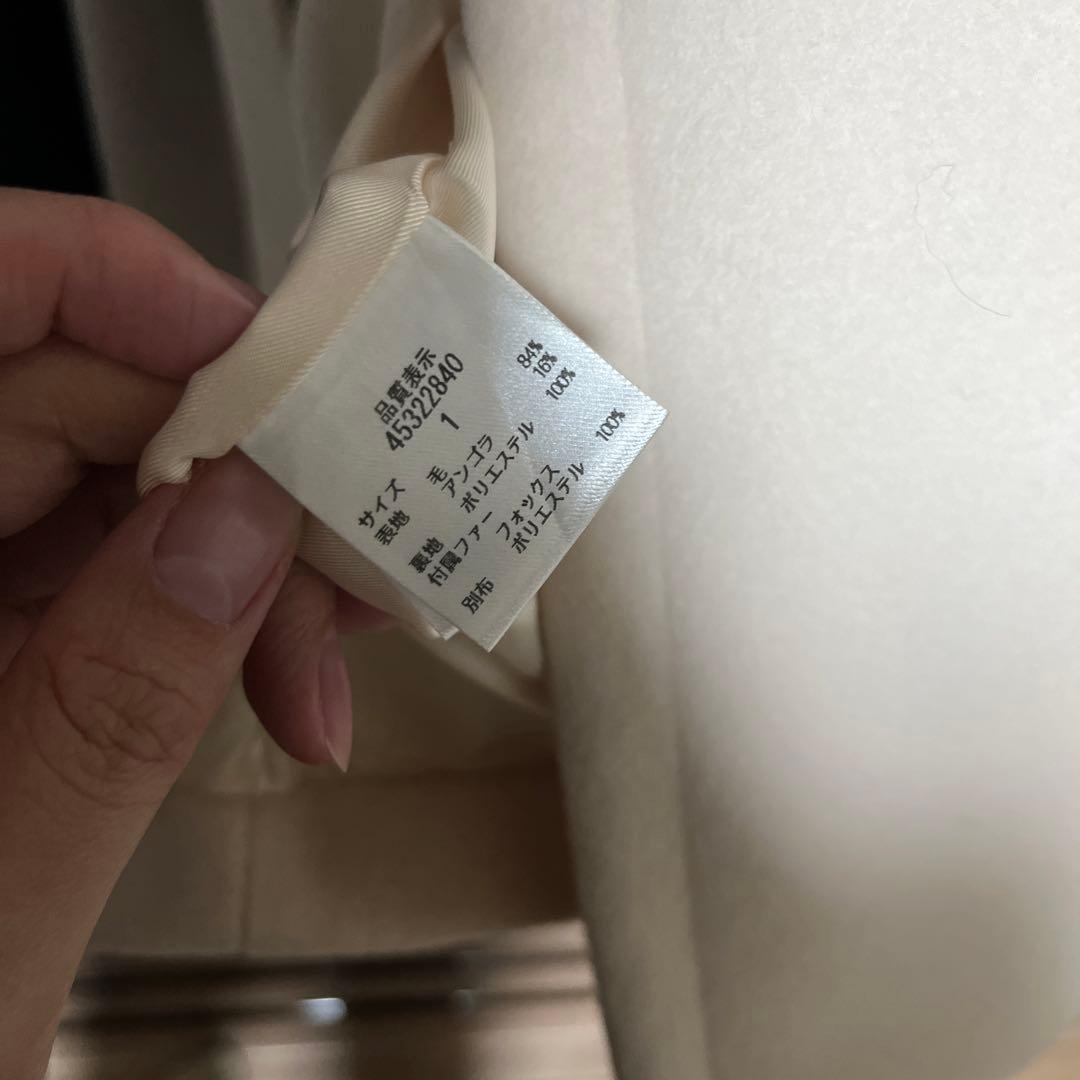 品質表示
45322840
サイズ 1
表地 毛 84%
アンゴラ 16%
裏地 ポリエステル 100%
付属ファー フォックス
別布 ポリエステル 100%